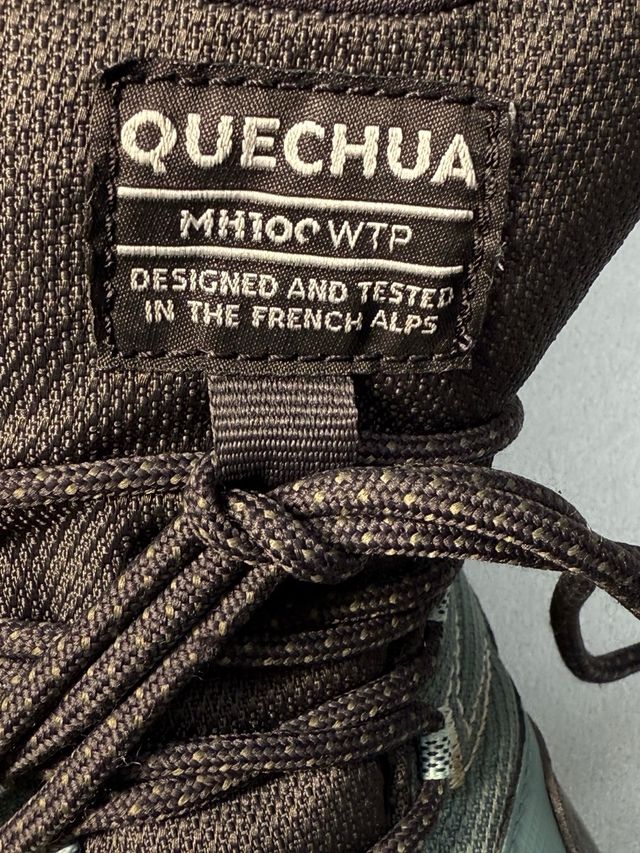 QUECHUA
MH100 WTP
DESIGNED AND TESTED
IN THE FRENCH ALPS